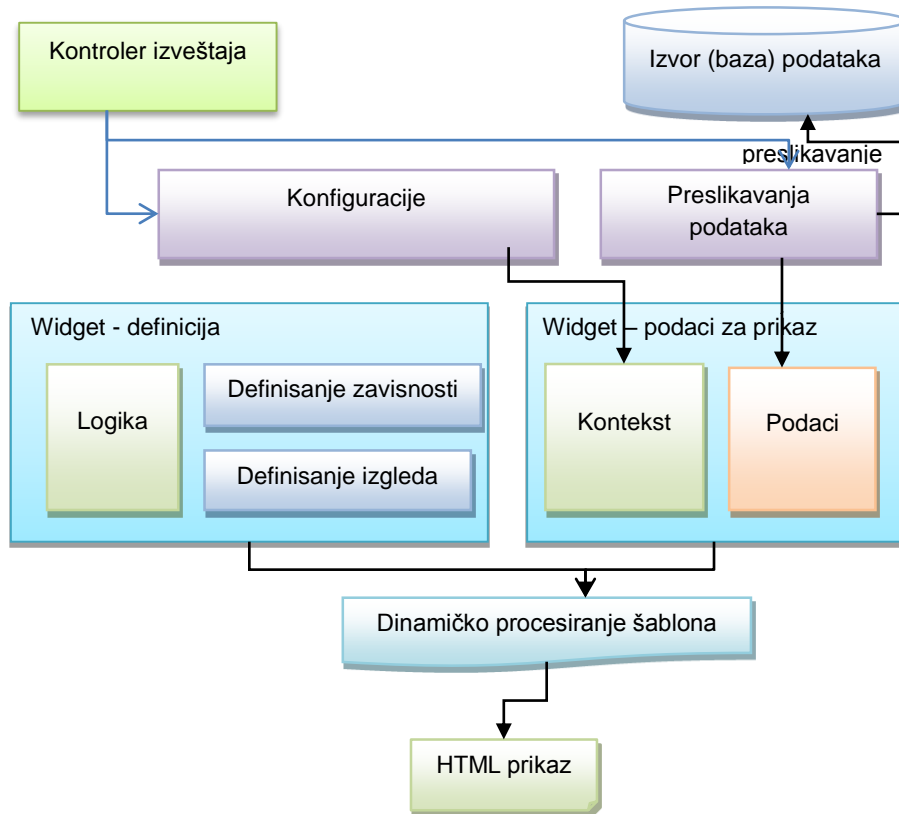 Kontroler izveštaja
Izvor (baza) podataka
preslikavanje
Konfiguracije
Preslikavanja
podataka
Widget - definicija
Widget – podaci za prikaz
Logika
Definisanje zavisnosti
Definisanje izgleda
Kontekst
Podaci
Dinamičko procesiranje šablona
HTML prikaz